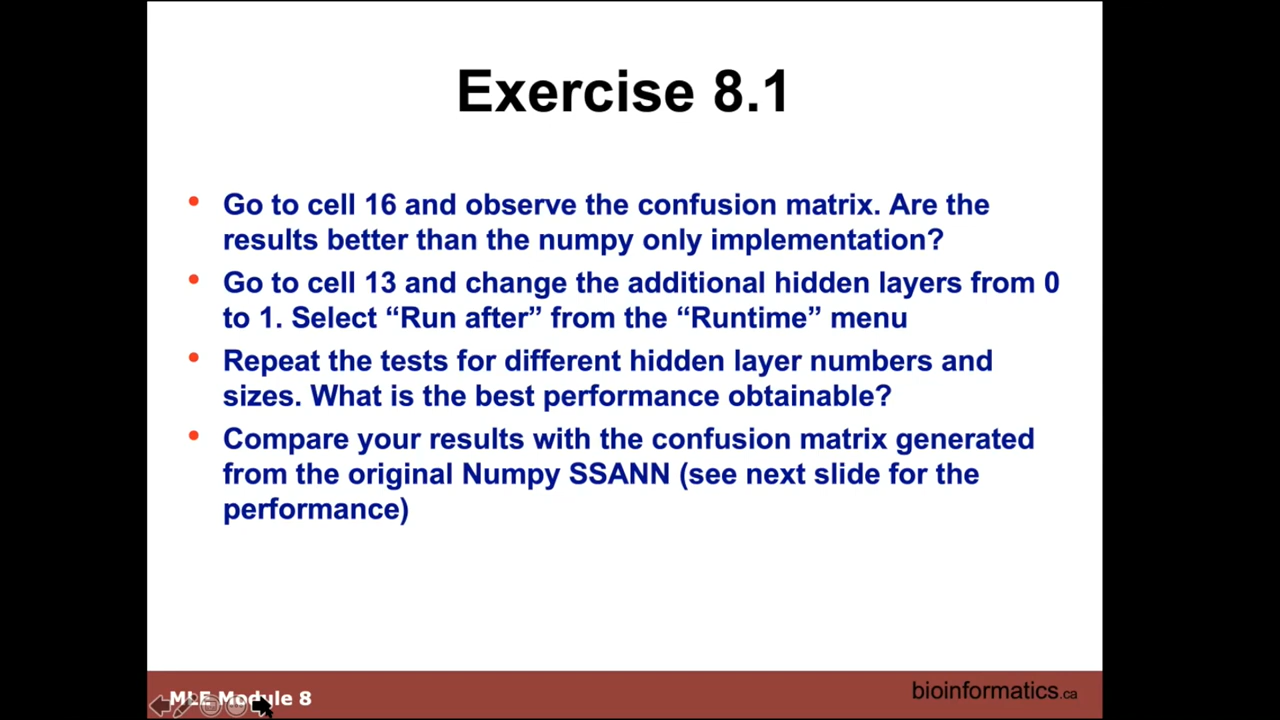 Exercise 8.1
• Go to cell 16 and observe the confusion matrix. Are the
results better than the numpy only implementation?
• Go to cell 13 and change the additional hidden layers from 0
to 1. Select “Run after” from the “Runtime” menu
• Repeat the tests for different hidden layer numbers and
sizes. What is the best performance obtainable?
• Compare your results with the confusion matrix generated
from the original Numpy SSANN (see next slide for the
performance)
MLE Module 8
bioinformatics.ca